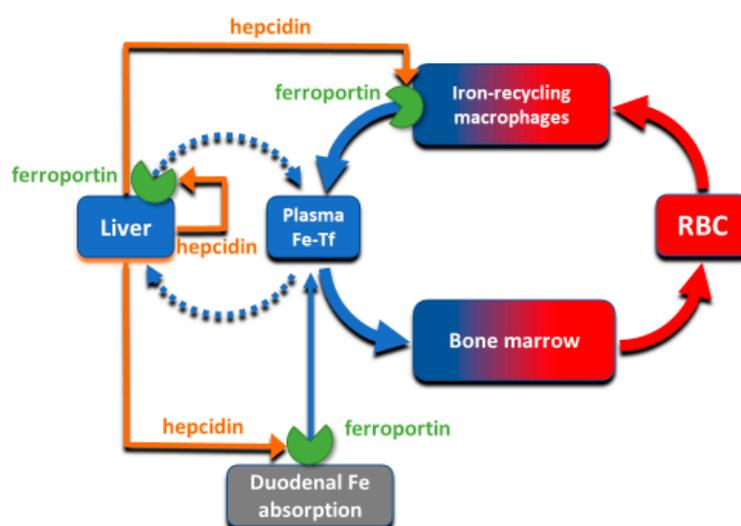 hepcidin
ferroportin
Iron-recycling
macrophages
ferroportin
Liver
hepcidin
Plasma
Fe-Tf
RBC
Bone marrow
hepcidin
ferroportin
Duodenal Fe
absorption